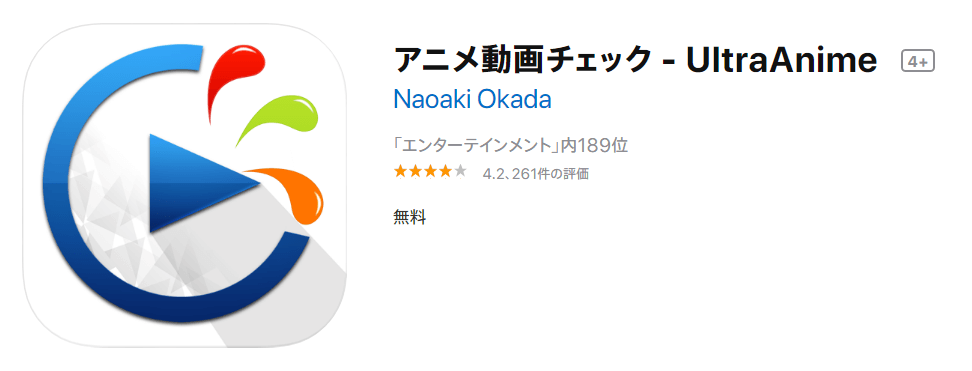 アニメ動画チェック - UltraAnime 4+
Naoaki Okada
「エンターテインメント」内189位
★★★★★ 4.2、261件の評価
無料